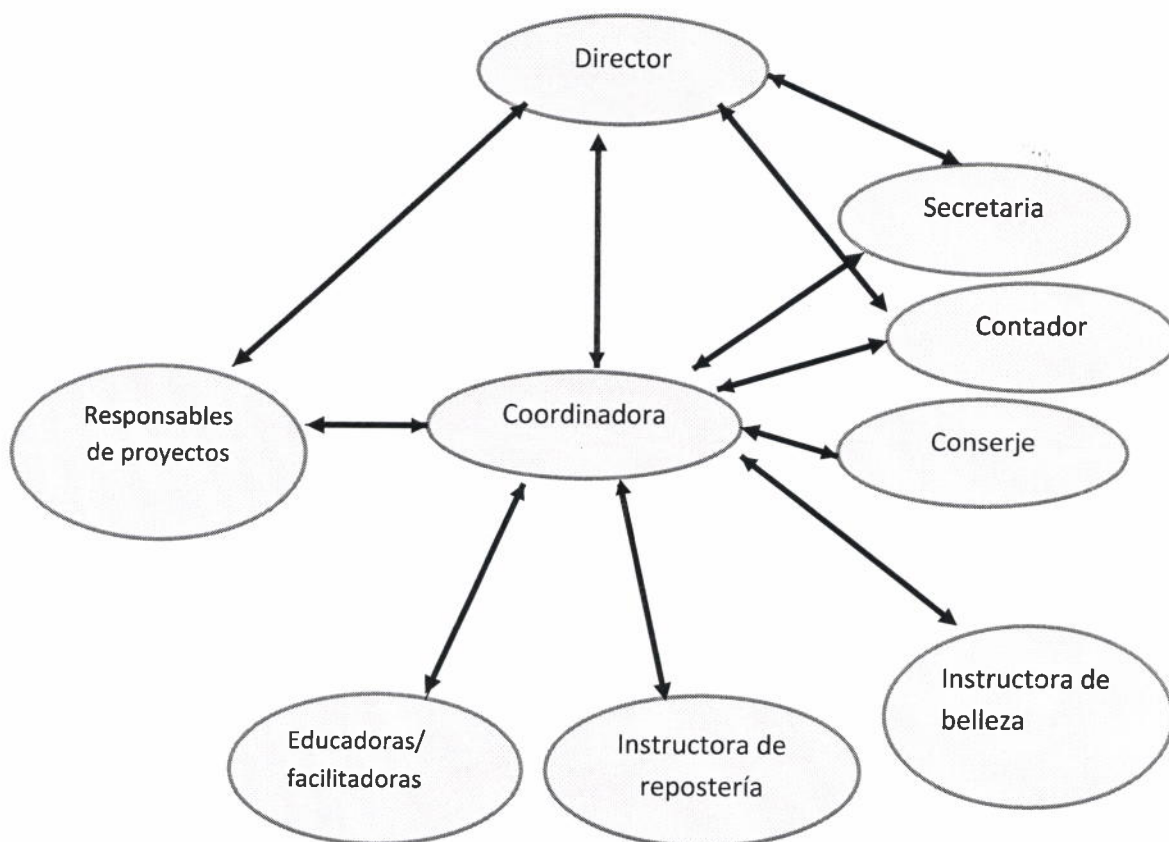 Director
Secretaria
Contador
Coordinadora
Responsables
de proyectos
Conserje
Instructora de
belleza
Educadoras/
facilitadoras
Instructora de
repostería